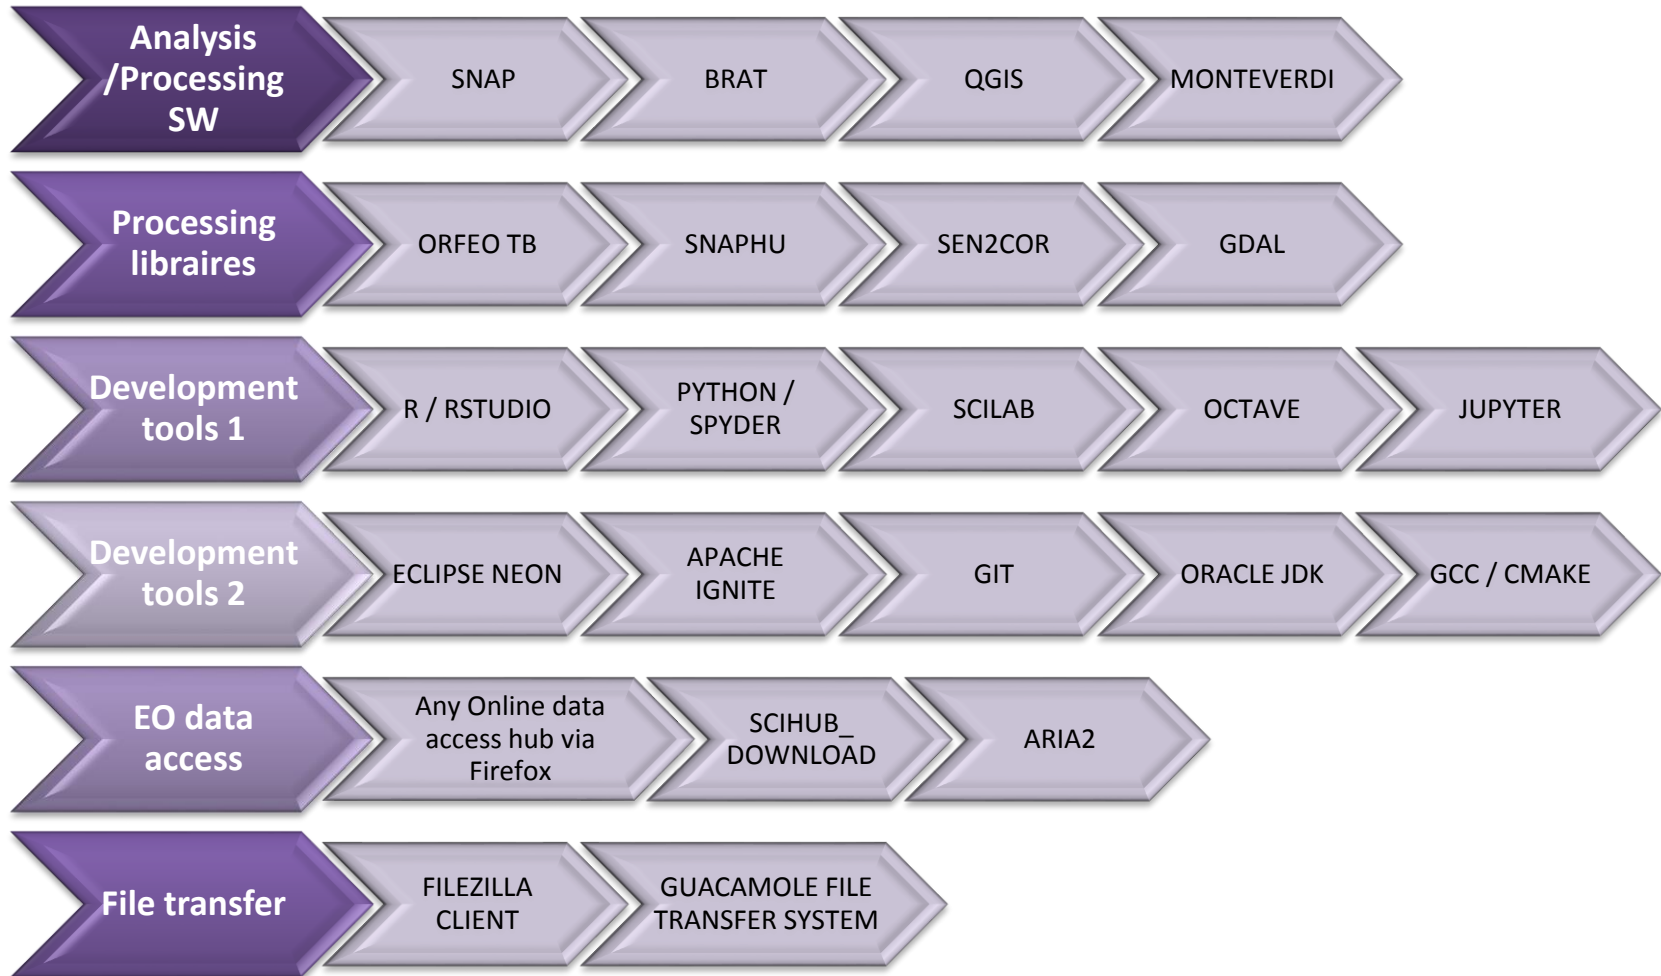 Analysis
/Processing
SW
SNAP
BRAT
QGIS
MONTEVERDI
Processing
libraires
ORFEO TB
SNAPHU
SEN2COR
GDAL
Development
tools 1
R / RSTUDIO
PYTHON /
SPYDER
SCILAB
OCTAVE
JUPYTER
Development
tools 2
ECLIPSE NEON
APACHE
IGNITE
GIT
ORACLE JDK
GCC / CMAKE
EO data
access
Any Online data
access hub via
Firefox
SCIHUB_
DOWNLOAD
ARIA2
File transfer
FILEZILLA
CLIENT
GUACAMOLE FILE
TRANSFER SYSTEM